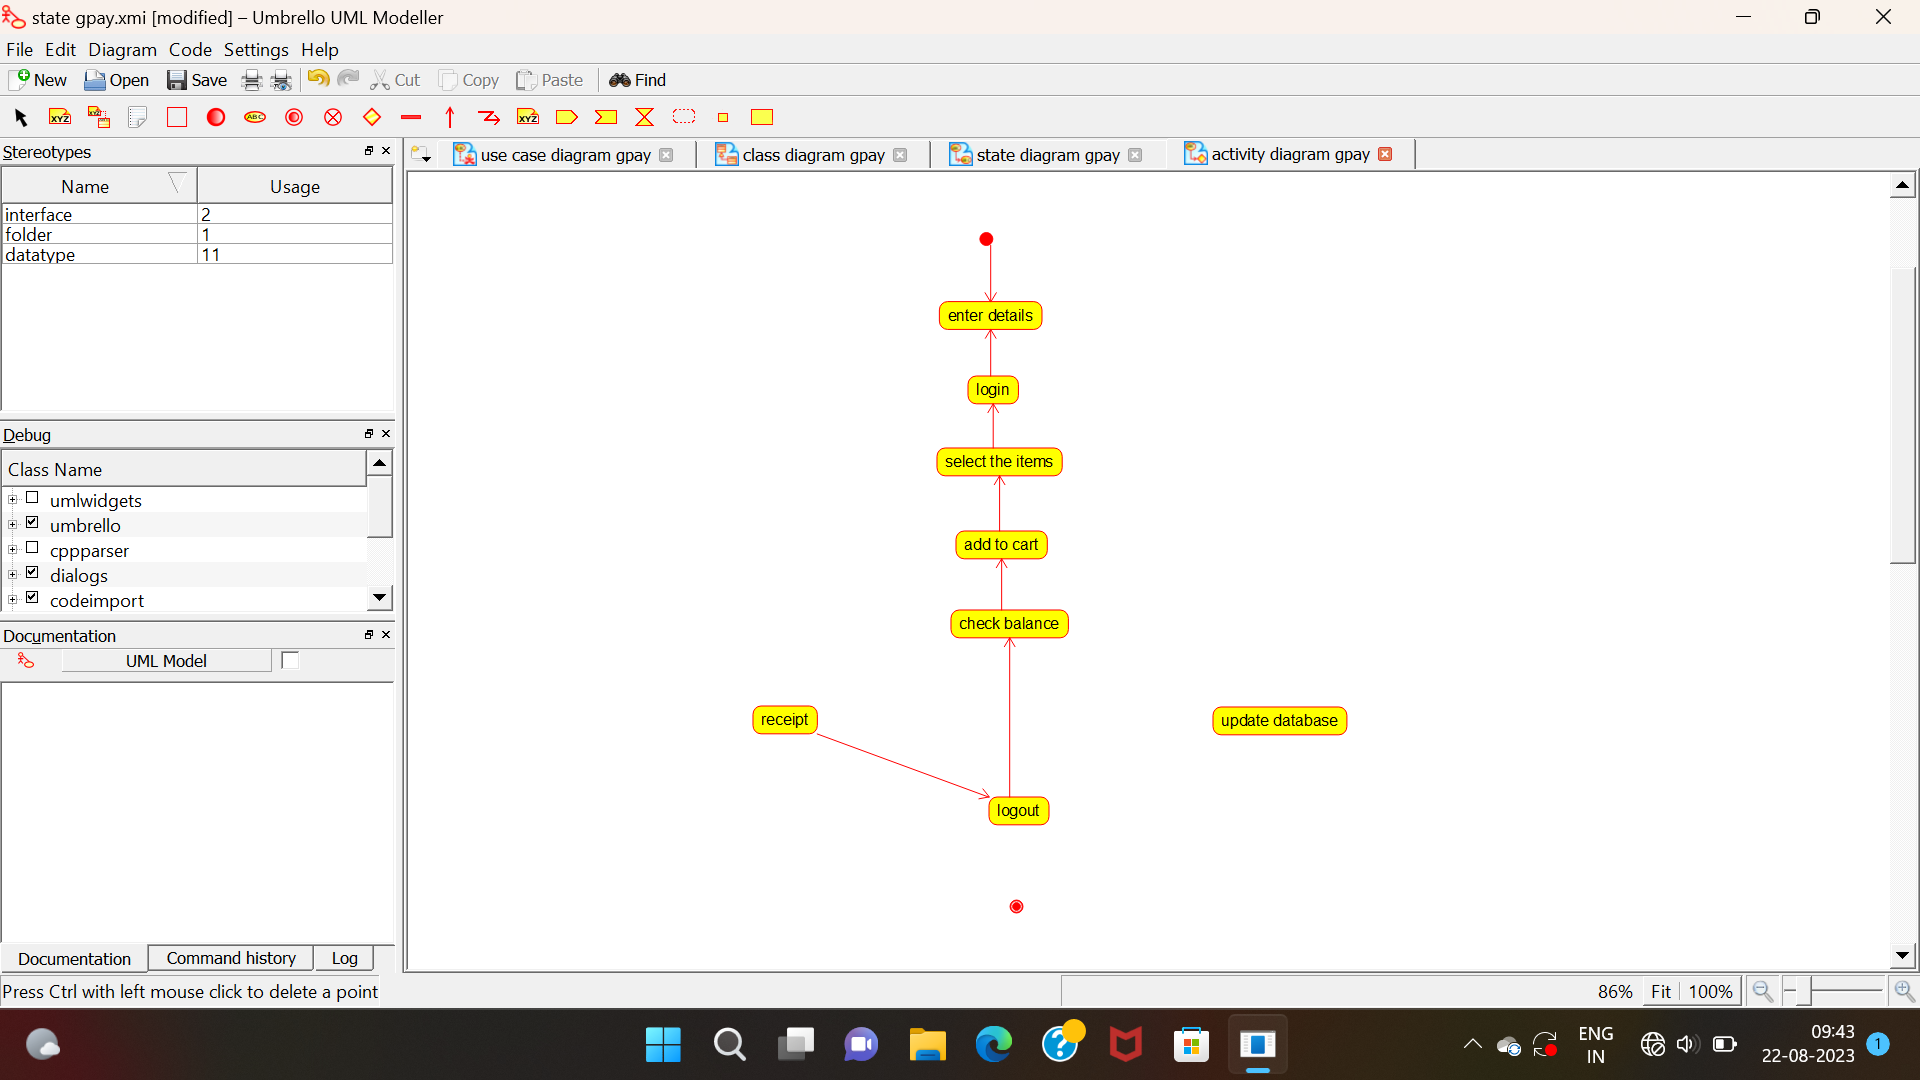 state gpay.xmi [modified] – Umbrello UML Modeller
File Edit Diagram Code Settings Help
New Open Save Cut Copy Paste Find
XYZ XYZ ABC XYZ
Stereotypes
use case diagram gpay class diagram gpay state diagram gpay activity diagram gpay
Name Usage
interface 2
folder 1
datatype 11
Debug
Class Name
umlwidgets
umbrello
cppparser
dialogs
codeimport
Documentation
UML Model
enter details
login
select the items
add to cart
check balance
receipt
update database
logout
Documentation Command history Log
Press Ctrl with left mouse click to delete a point
86% Fit 100%
ENG
IN
09:43
22-08-2023
1